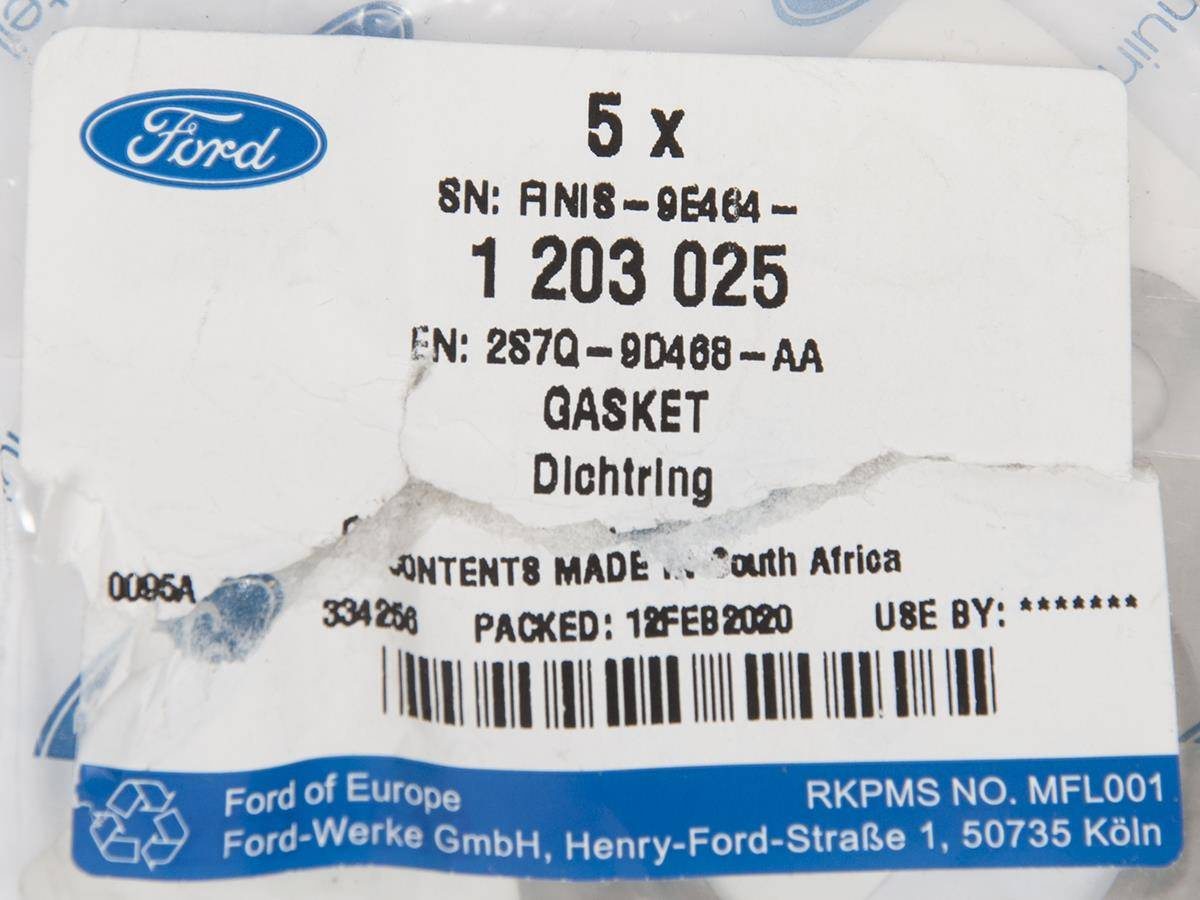 Ford
5 x
SN: FINIS-9E464-
1 203 025
EN: 2S7Q-9D468-AA
GASKET
Dichtring
CONTENTS MADE IN South Africa
0095A
334256 PACKED: 12FEB2020 USE BY: *******
Ford of Europe RKPMS NO. MFL001
Ford-Werke GmbH, Henry-Ford-Straße 1, 50735 Köln